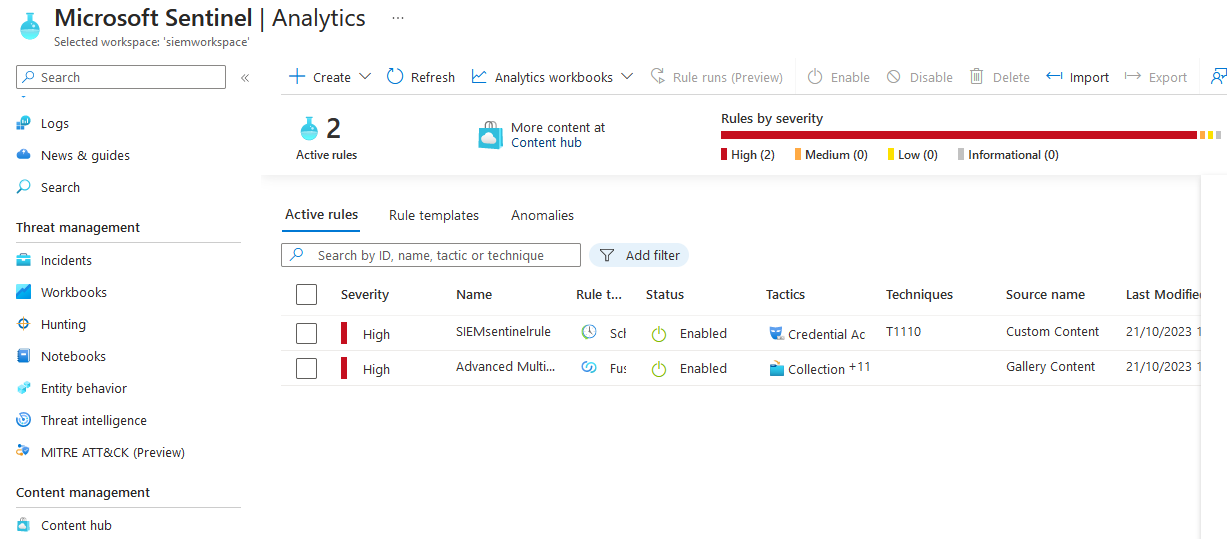 Microsoft Sentinel | Analytics ...
Selected workspace: 'siemworkspace'
Search
«
Logs
News & guides
Search
Threat management
Incidents
Workbooks
Hunting
Notebooks
Entity behavior
Threat intelligence
MITRE ATT&CK (Preview)
Content management
Content hub
Create Refresh Analytics workbooks Rule runs (Preview) Enable Disable Delete Import Export
2
Active rules
More content at
Content hub
Rules by severity
High (2) Medium (0) Low (0) Informational (0)
Active rules Rule templates Anomalies
Search by ID, name, tactic or technique Add filter
Severity Name Rule t... Status Tactics Techniques Source name Last Modified
High SIEMsentinelrule Sch Enabled Credential Ac T1110 Custom Content 21/10/2023 1
High Advanced Multi... Fus Enabled Collection +11 Gallery Content 21/10/2023 1